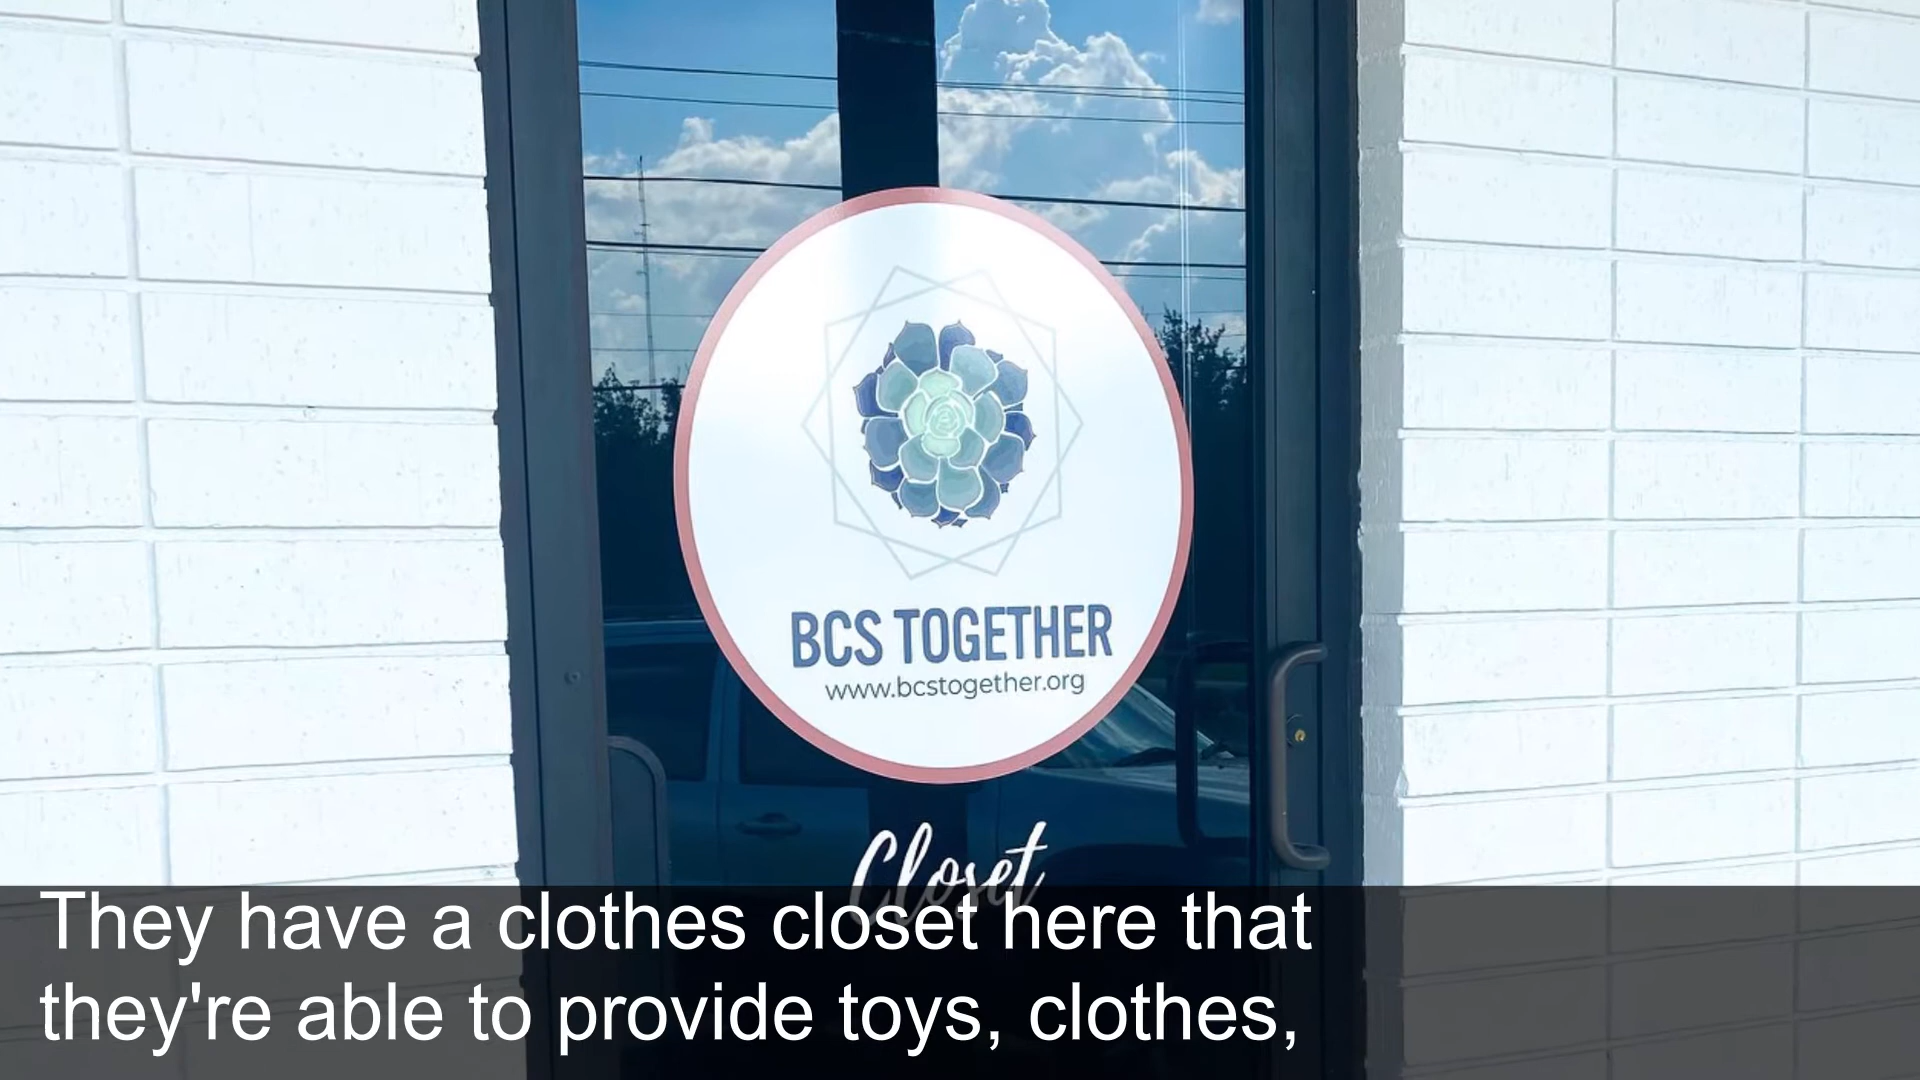 BCS TOGETHER
www.bcstogether.org
Closet
They have a clothes closet here that
they're able to provide toys, clothes,